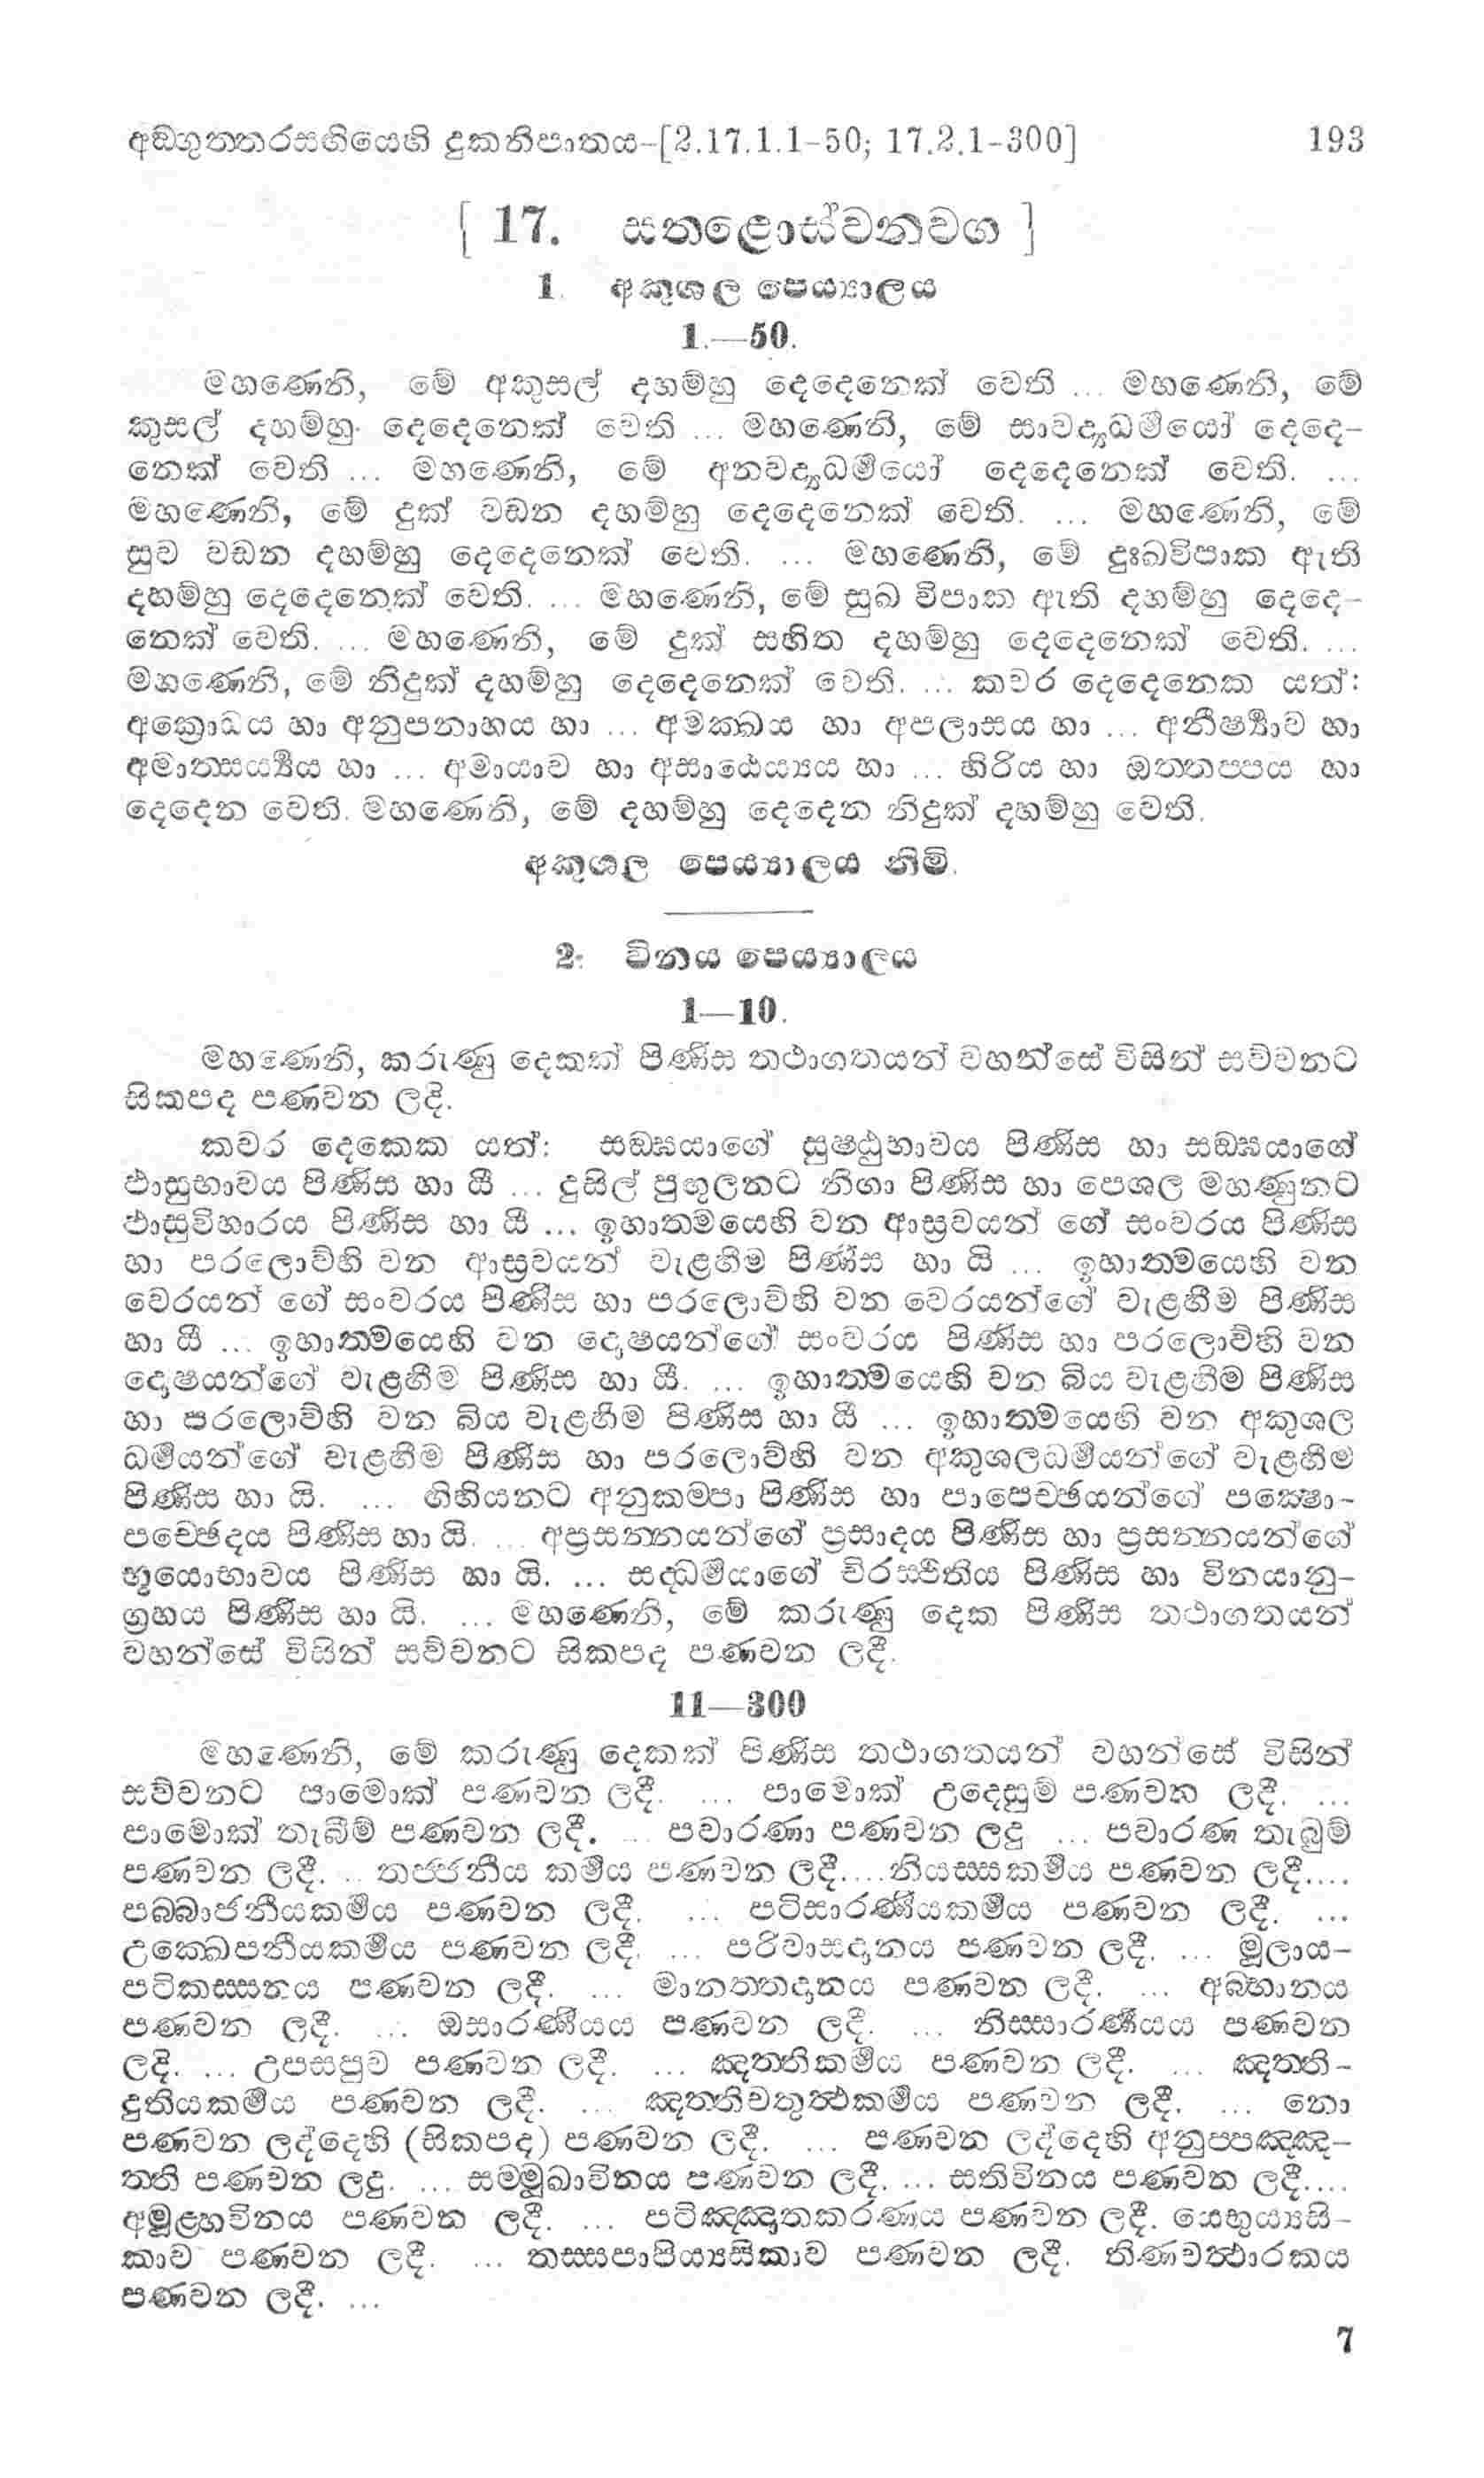 අඞ්ගුත්තරසඟියෙහි දුකනිපාතය-[2.17.1.1-50; 17.2.1-300] 193
[ 17. සතළොස්වනවග ]
1. අකුශල පෙය්‍යාලය
1.—50.
මහණෙනි, මේ අකුසල් දහම්හු දෙදෙනෙක් වෙති ... මහණෙනි, මේ
කුසල් දහම්හු දෙදෙනෙක් වෙති ... මහණෙනි, මේ සාවද්‍යධර්‍මයෝ දෙදෙ-
නෙක් වෙති ... මහණෙනි, මේ අනවද්‍යධර්‍මයෝ දෙදෙනෙක් වෙති. ...
මහණෙනි, මේ දුක් වඩන දහම්හු දෙදෙනෙක් වෙති. ... මහණෙනි, මේ
සුව වඩන දහම්හු දෙදෙනෙක් වෙති. ... මහණෙනි, මේ දුඃඛවිපාක ඇති
දහම්හු දෙදෙනෙක් වෙති. ... මහණෙනි, මේ සුඛ විපාක ඇති දහම්හු දෙදෙ-
නෙක් වෙති. ... මහණෙනි, මේ දුක් සහිත දහම්හු දෙදෙනෙක් වෙති. ...
මහණෙනි, මේ නිදුක් දහම්හු දෙදෙනෙක් වෙති. ... කවර දෙදෙනෙක යත්:
අක්‍රොධය හා අනුපනාහය හා ... අමක්ඛය හා අපලාසය හා ... අනීර්‍ෂ්‍යාව හා
අමාත්සර්‍ය්‍යය හා ... අමායාව හා අසාඨෙය්‍යය හා ... හිරිය හා ඔත්තප්පය හා
දෙදෙන වෙති. මහණෙනි, මේ දහම්හු දෙදෙන නිදුක් දහම්හු වෙති.
අකුශල පෙය්‍යාලය නිමි.
2. විනය පෙය්‍යාලය
1—10.
මහණෙනි, කරුණු දෙකක් පිණිස තථාගතයන් වහන්සේ විසින් සව්වනට
සිකපද පණවන ලදි.
කවර දෙකෙක යත්: සඞ්ඝයාගේ සුෂ්ඨුභාවය පිණිස හා සඞ්ඝයාගේ
ඵාසුභාවය පිණිස හා යී ... දුසිල් පුඟුලනට නිගා පිණිස හා පෙශල මහණුනට
ඵාසුවිහාරය පිණිස හා යී ... ඉහාත්මයෙහි වන ආස්‍රවයන් ගේ සංවරය පිණිස
හා පරලොව්හි වන ආස්‍රවයන් වැළහීම පිණිස හා යි ... ඉහාත්මයෙහි වන
වෙරයන් ගේ සංවරය පිණිස හා පරලොව්හි වන වෙරයන්ගේ වැළහීම පිණිස
හා යී ... ඉහාත්මයෙහි වන දොෂයන්ගේ සංවරය පිණිස හා පරලොව්හි වන
දොෂයන්ගේ වැළහීම පිණිස හා යී. ... ඉහාත්මයෙහි වන බිය වැළහීම පිණිස
හා පරලොව්හි වන බිය වැළහීම පිණිස හා යී ... ඉහාත්මයෙහි වන අකුශල
ධර්‍මයන්ගේ වැළහීම පිණිස හා පරලොව්හි වන අකුශලධර්‍මයන්ගේ වැළහීම
පිණිස හා යි. ... ගිහියනට අනුකම්පා පිණිස හා පාපෙච්ඡයන්ගේ පක්ෂො-
පච්ඡෙදය පිණිස හා යි. ... අප්‍රසන්නයන්ගේ ප්‍රසාදය පිණිස හා ප්‍රසන්නයන්ගේ
භූයොභාවය පිණිස හා යි. ... සද්ධර්‍මයාගේ චිරස්ථිතිය පිණිස හා විනයානු-
ග්‍රහය පිණිස හා යි. ... මහණෙනි, මේ කරුණු දෙක පිණිස තථාගතයන්
වහන්සේ විසින් සව්වනට සිකපද පණවන ලදී.
11—300
මහණෙනි, මේ කරුණු දෙකක් පිණිස තථාගතයන් වහන්සේ විසින්
සව්වනට පාමොක් පණවන ලදී. ... පාමොක් උදෙසුම් පණවන ලදී. ...
පාමොක් තැබීම් පණවන ලදී. ... පවාරණා පණවන ලදු ... පවාරණ තැබුම්
පණවන ලදී. ... තජ්ජනීය කර්‍මය පණවන ලදී....නියස්සකර්‍මය පණවන ලදී....
පබ්බාජනීයකර්‍මය පණවන ලදී. ... පටිසාරණීයකර්‍මය පණවන ලදී. ...
උක්ඛෙපනීයකර්‍මය පණවන ලදී. ... පරිවාසදානය පණවන ලදී. ... මූලාය-
පටිකස්සනය පණවන ලදී. ... මානත්තදානය පණවන ලදී. ... අබ්භානය
පණවන ලදී. ... ඔසාරණීයය පණවන ලදී. ... නිස්සාරණීයය පණවන
ලදි. ... උපසපුව පණවන ලදී. ... ඤත්තිකර්‍මය පණවන ලදී. ... ඤත්ති-
දුතියකර්‍මය පණවන ලදී. ... ඤත්තිචතුත්ථකර්‍මය පණවන ලදී. ... නො
පණවන ලද්දෙහි (සිකපද) පණවන ලදී. ... පණවන ලද්දෙහි අනුප්පඤ්ඤ-
ත්ති පණවන ලදු. ... සම්මුඛාවිනය පණවන ලදී. ... සතිවිනය පණවන ලදී....
අමූළ්හවිනය පණවන ලදී. ... පටිඤ්ඤාතකරණය පණවන ලදී. යෙභූය්‍යසි-
කාව පණවන ලදී. ... තස්සපාපිය්‍යසිකාව පණවන ලදී. තිණවත්ථාරකය
පණවන ලදී. ...
7